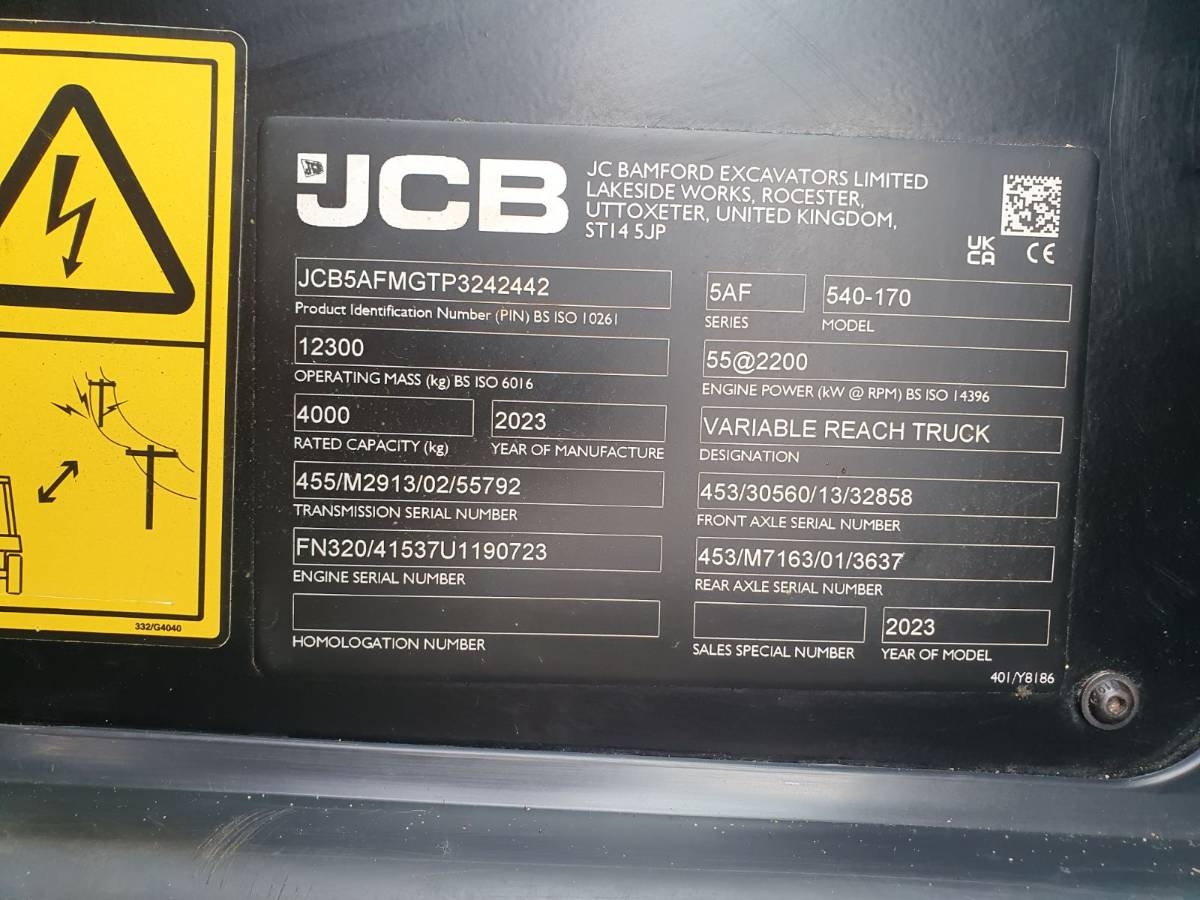 JCB
JC BAMFORD EXCAVATORS LIMITED
LAKESIDE WORKS, ROCESTER,
UTTOXETER, UNITED KINGDOM,
ST14 5JP
UK
CA
CE
JCB5AFMGTP3242442
Product Identification Number (PIN) BS ISO 10261
5AF
SERIES
540-170
MODEL
12300
OPERATING MASS (kg) BS ISO 6016
55@2200
ENGINE POWER (kW @ RPM) BS ISO 14396
4000
RATED CAPACITY (kg)
2023
YEAR OF MANUFACTURE
VARIABLE REACH TRUCK
DESIGNATION
455/M2913/02/55792
TRANSMISSION SERIAL NUMBER
453/30560/13/32858
FRONT AXLE SERIAL NUMBER
FN320/41537U1190723
ENGINE SERIAL NUMBER
453/M7163/01/3637
REAR AXLE SERIAL NUMBER
HOMOLOGATION NUMBER
SALES SPECIAL NUMBER
2023
YEAR OF MODEL
401/Y8186
332/G4040